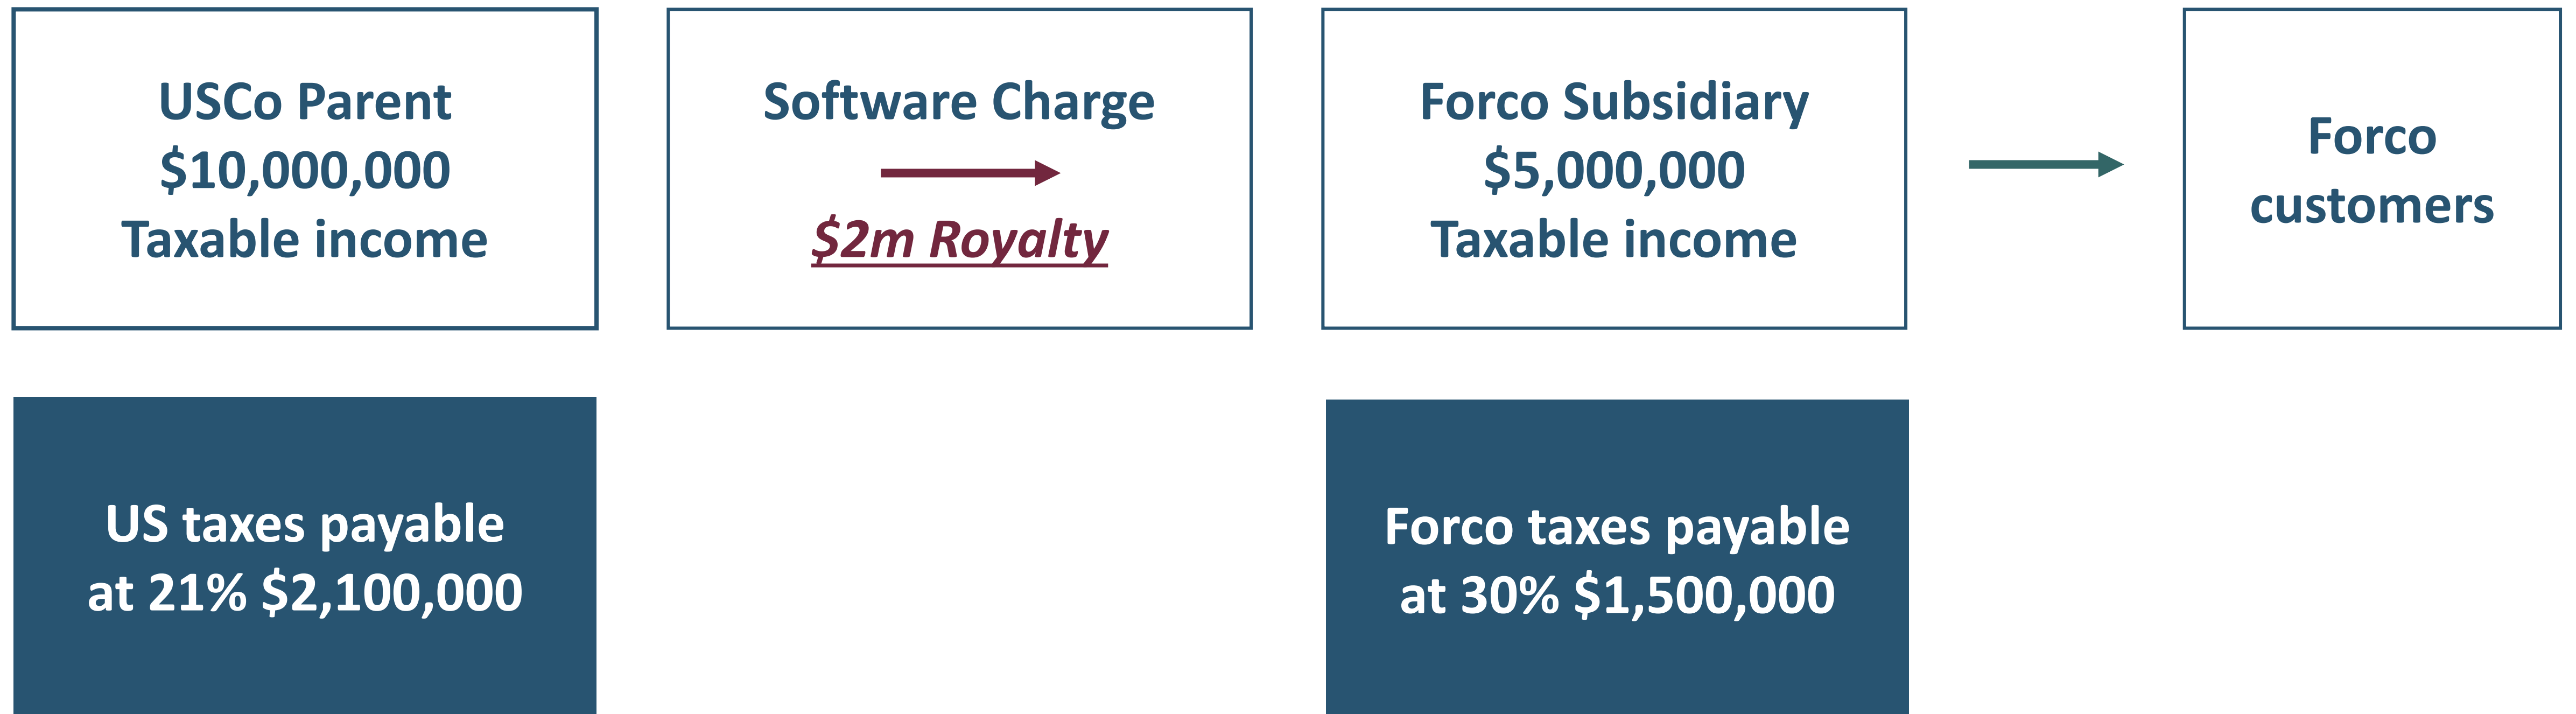 USCo Parent
$10,000,000
Taxable income
Software Charge
$2m Royalty
Forco Subsidiary
$5,000,000
Taxable income
Forco
customers
US taxes payable
at 21% $2,100,000
Forco taxes payable
at 30% $1,500,000